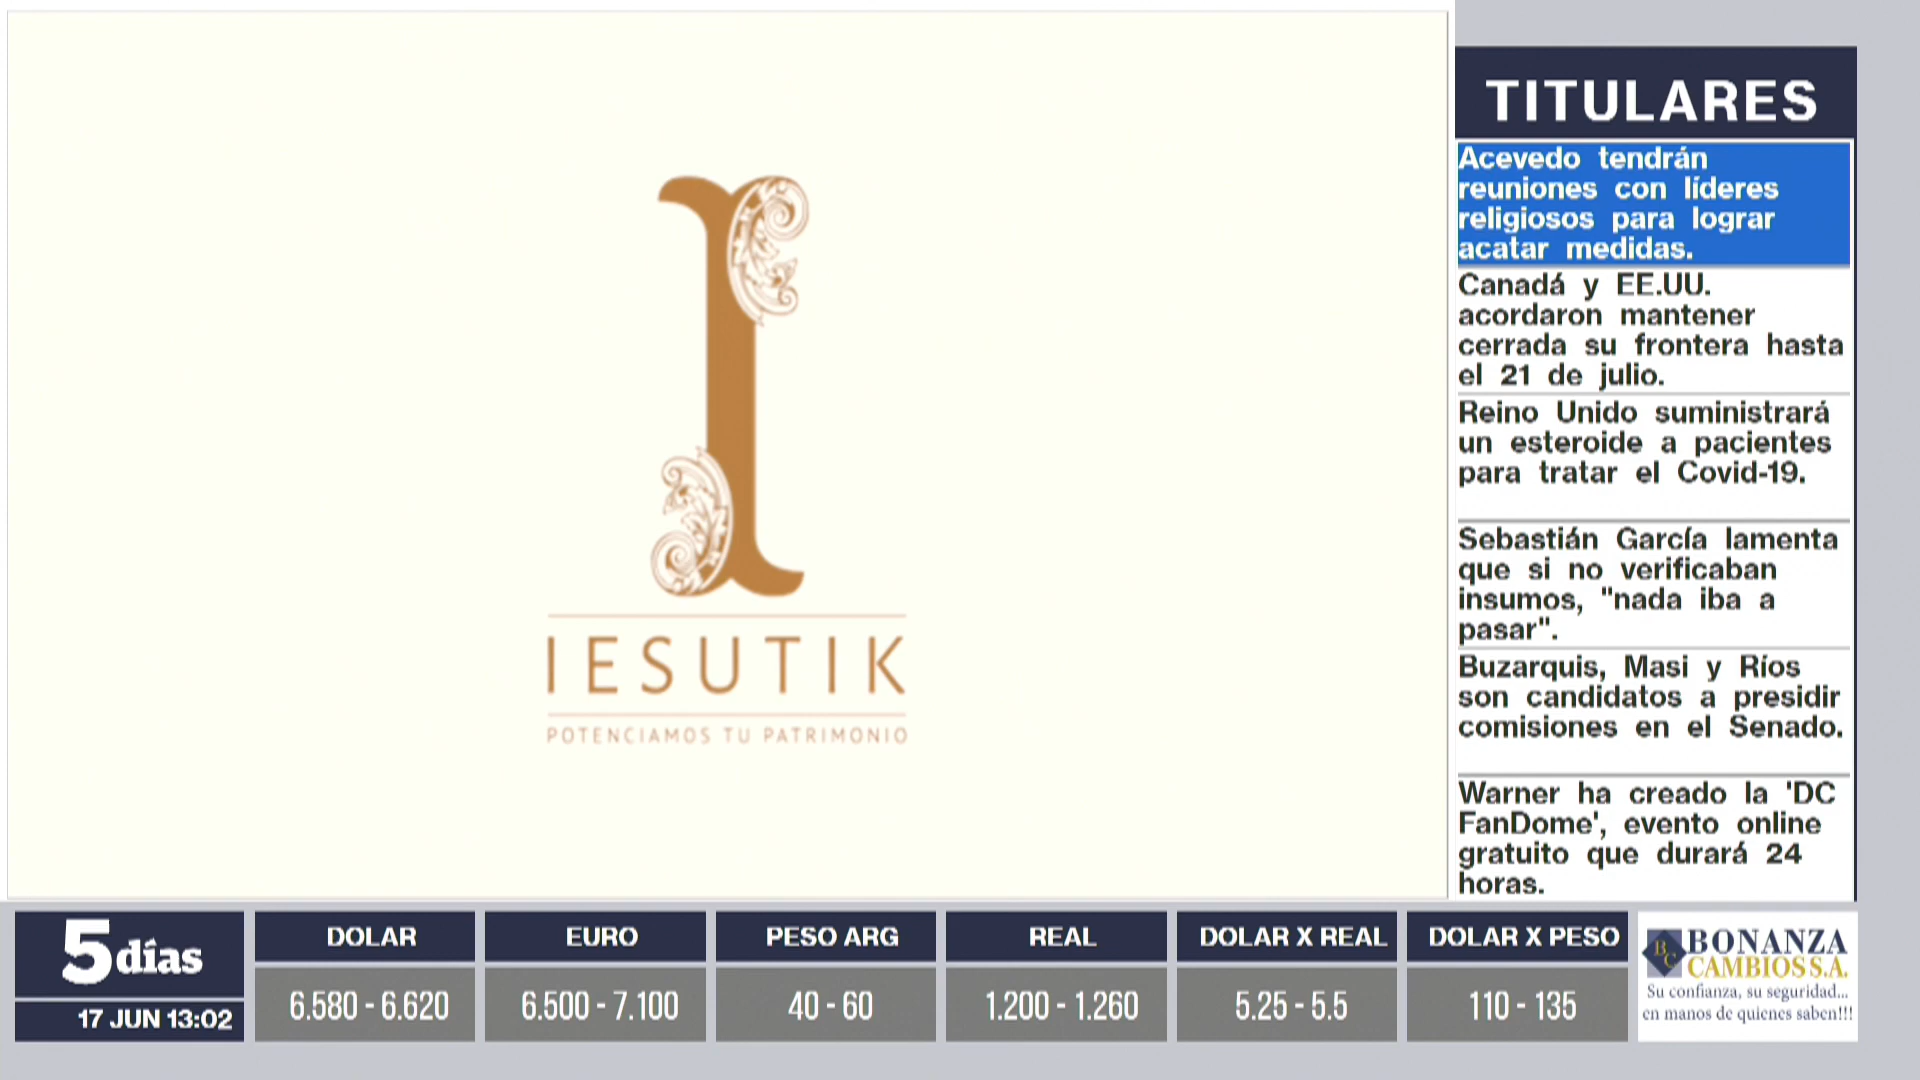 IESUTIK
POTENCIAMOS TU PATRIMONIO
TITULARES
Acevedo tendrán
reuniones con líderes
religiosos para lograr
acatar medidas.
Canadá y EE.UU.
acordaron mantener
cerrada su frontera hasta
el 21 de julio.
Reino Unido suministrará
un esteroide a pacientes
para tratar el Covid-19.
Sebastián García lamenta
que si no verificaban
insumos, "nada iba a
pasar".
Buzarquis, Masi y Ríos
son candidatos a presidir
comisiones en el Senado.
Warner ha creado la 'DC
FanDome', evento online
gratuito que durará 24
horas.
5días
17 JUN 13:02
DOLAR
6.580 - 6.620
EURO
6.500 - 7.100
PESO ARG
40 - 60
REAL
1.200 - 1.260
DOLAR X REAL
5.25 - 5.5
DOLAR X PESO
110 - 135
BC
BONANZA
CAMBIOS S.A.
Su confianza, su seguridad...
en manos de quienes saben!!!